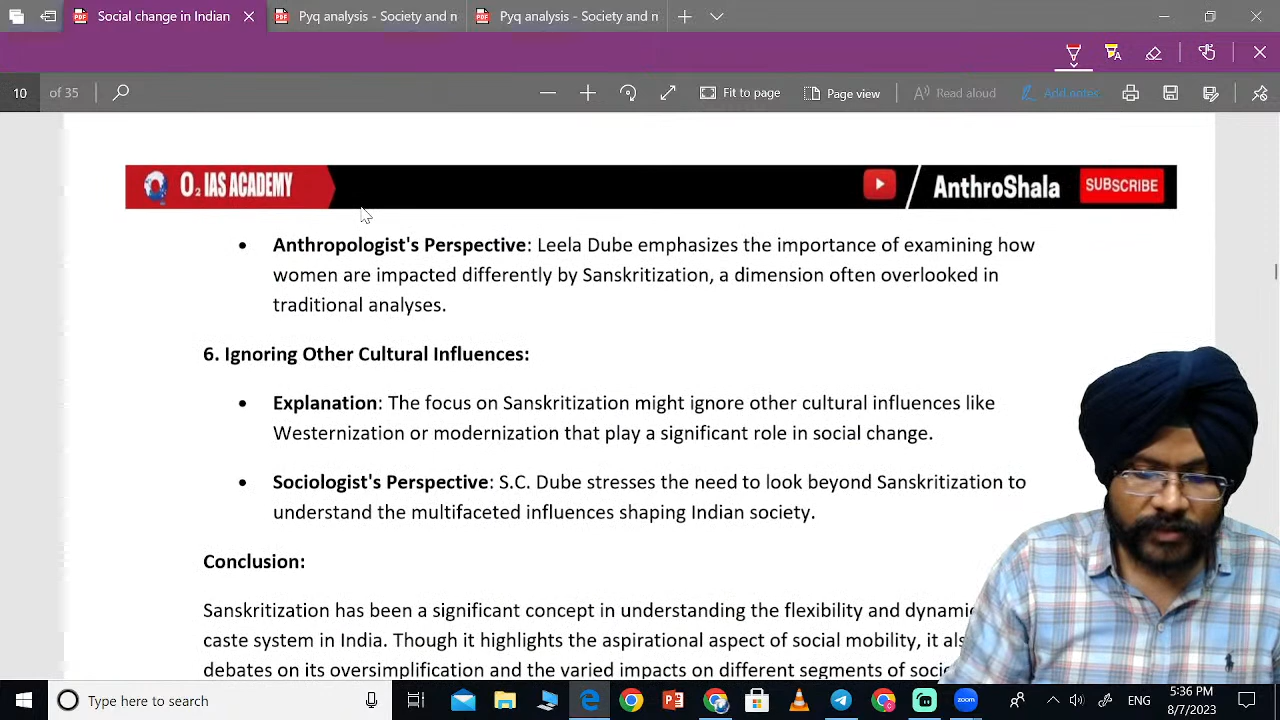 Social change in Indian
Pyq analysis - Society and n
Pyq analysis - Society and n
10 of 35
Fit to page
Page view
Read aloud
Add notes
O2 IAS ACADEMY
AnthroShala
SUBSCRIBE
• Anthropologist's Perspective: Leela Dube emphasizes the importance of examining how
women are impacted differently by Sanskritization, a dimension often overlooked in
traditional analyses.
6. Ignoring Other Cultural Influences:
• Explanation: The focus on Sanskritization might ignore other cultural influences like
Westernization or modernization that play a significant role in social change.
• Sociologist's Perspective: S.C. Dube stresses the need to look beyond Sanskritization to
understand the multifaceted influences shaping Indian society.
Conclusion:
Sanskritization has been a significant concept in understanding the flexibility and dynamic
caste system in India. Though it highlights the aspirational aspect of social mobility, it als
debates on its oversimplification and the varied impacts on different segments of socie
Type here to search
zoom
ENG
5:36 PM
8/7/2023